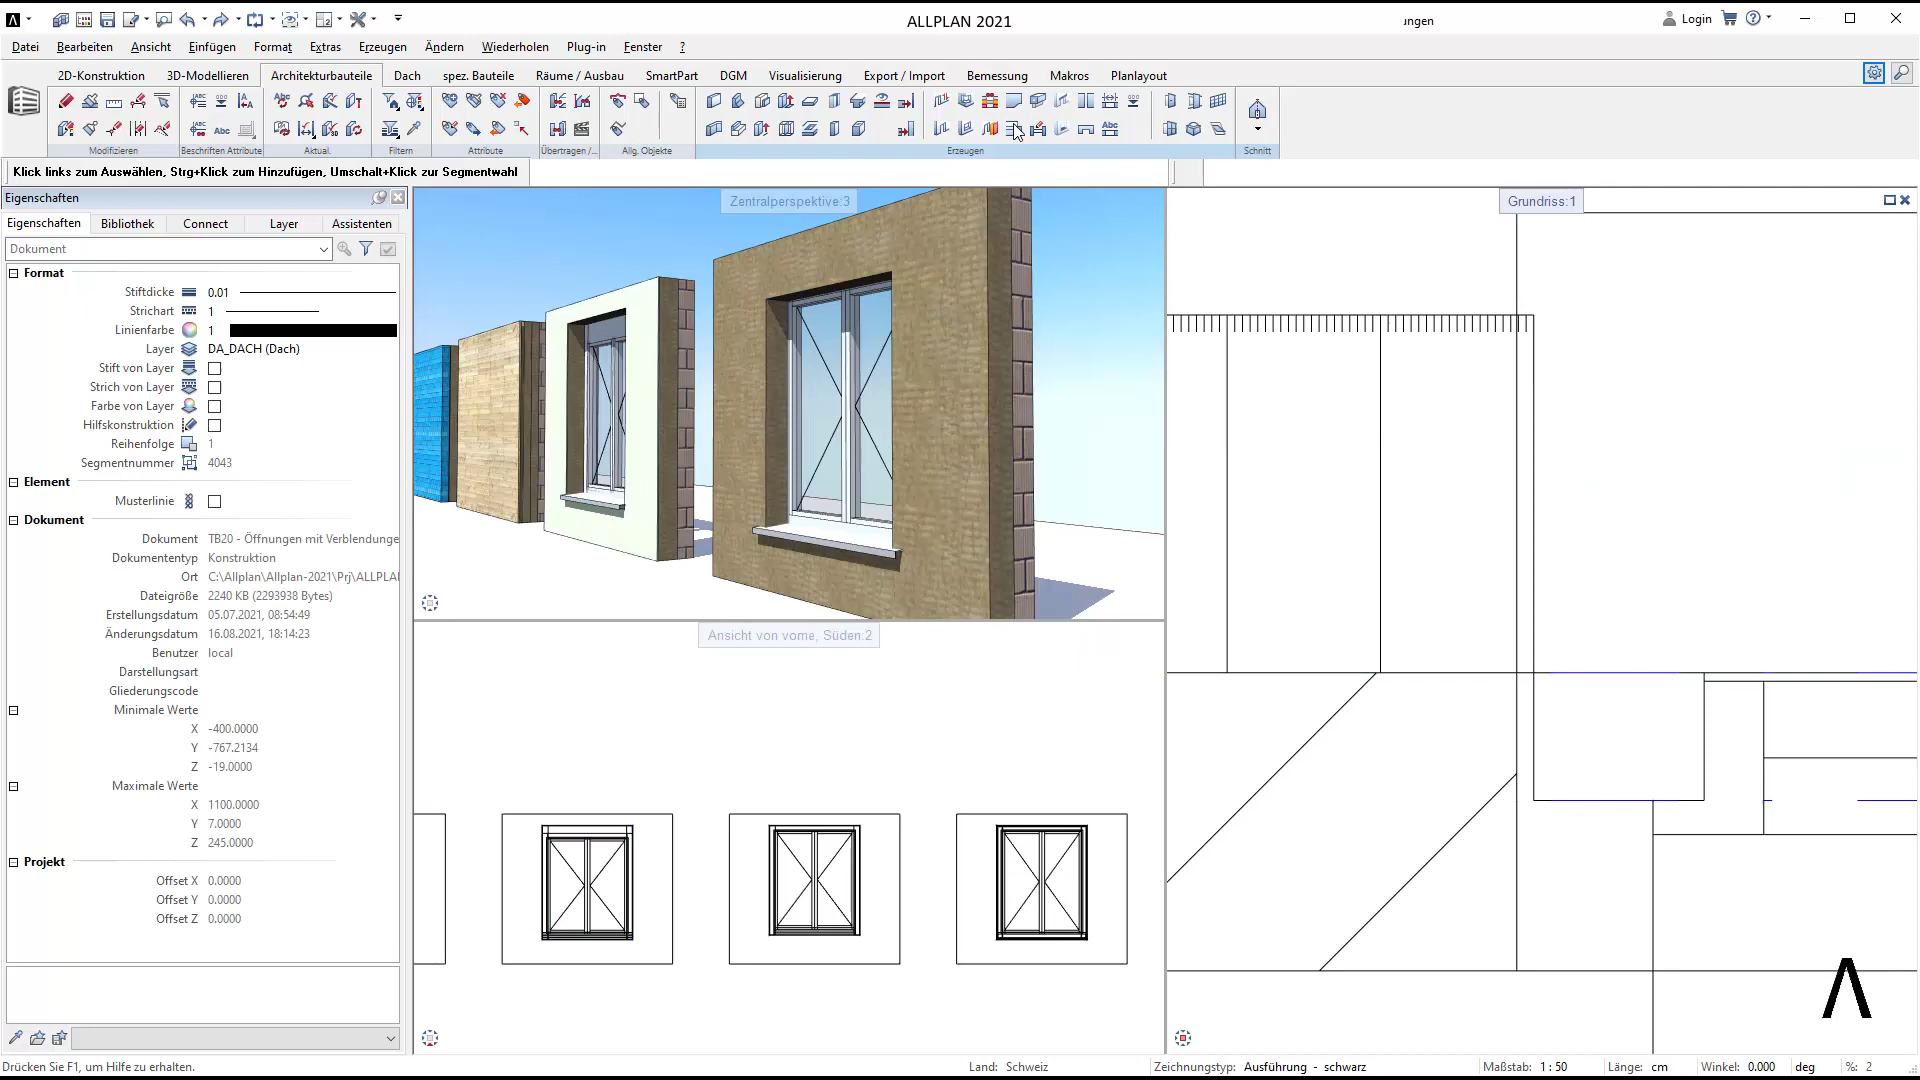 ALLPLAN 2021
ungen
Login
Datei Bearbeiten Ansicht Einfügen Format Extras Erzeugen Ändern Wiederholen Plug-in Fenster ?
2D-Konstruktion 3D-Modellieren Architekturbauteile Dach spez. Bauteile Räume / Ausbau SmartPart DGM Visualisierung Export / Import Bemessung Makros Planlayout
Modifizieren Beschriften Attribute Aktual. Filtern Attribute Übertragen /... Allg. Objekte Erzeugen Schnitt
Klick links zum Auswählen, Strg+Klick zum Hinzufügen, Umschalt+Klick zur Segmentwahl
Eigenschaften
Eigenschaften Bibliothek Connect Layer Assistenten
Dokument
Format
Stiftdicke 0.01
Strichart 1
Linienfarbe 1
Layer DA_DACH (Dach)
Stift von Layer
Strich von Layer
Farbe von Layer
Hilfskonstruktion
Reihenfolge 1
Segmentnummer 4043
Element
Musterlinie
Dokument
Dokument TB20 - Öffnungen mit Verblendunge
Dokumententyp Konstruktion
Ort C:\Allplan\Allplan-2021\Prj\ALLPLAI
Dateigröße 2240 KB (2293938 Bytes)
Erstellungsdatum 05.07.2021, 08:54:49
Änderungsdatum 16.08.2021, 18:14:23
Benutzer local
Darstellungsart
Gliederungscode
Minimale Werte
X -400.0000
Y -767.2134
Z -19.0000
Maximale Werte
X 1100.0000
Y 7.0000
Z 245.0000
Projekt
Offset X 0.0000
Offset Y 0.0000
Offset Z 0.0000
Zentralperspektive:3
Grundriss:1
Ansicht von vorne, Süden:2
Drücken Sie F1, um Hilfe zu erhalten. Land: Schweiz Zeichnungstyp: Ausführung - schwarz Maßstab: 1 : 50 Länge: cm Winkel: 0.000 deg %: 2